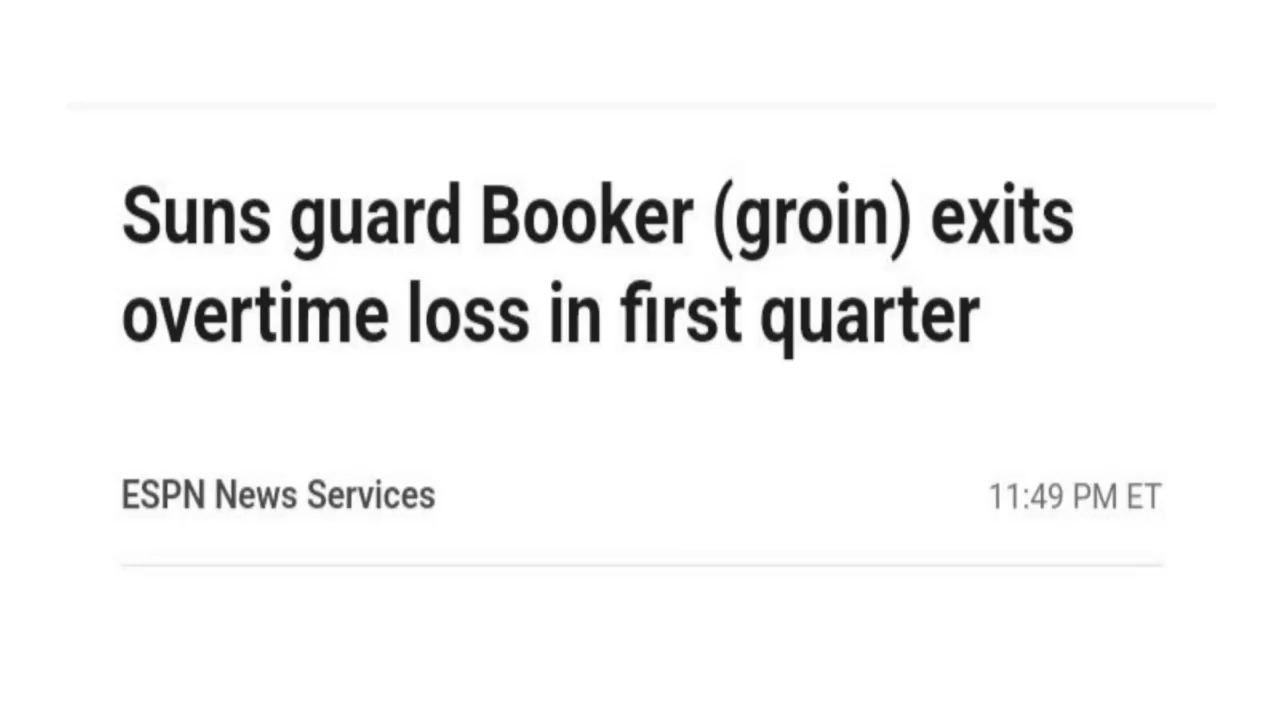 Suns guard Booker (groin) exits
overtime loss in first quarter
ESPN News Services
11:49 PM ET